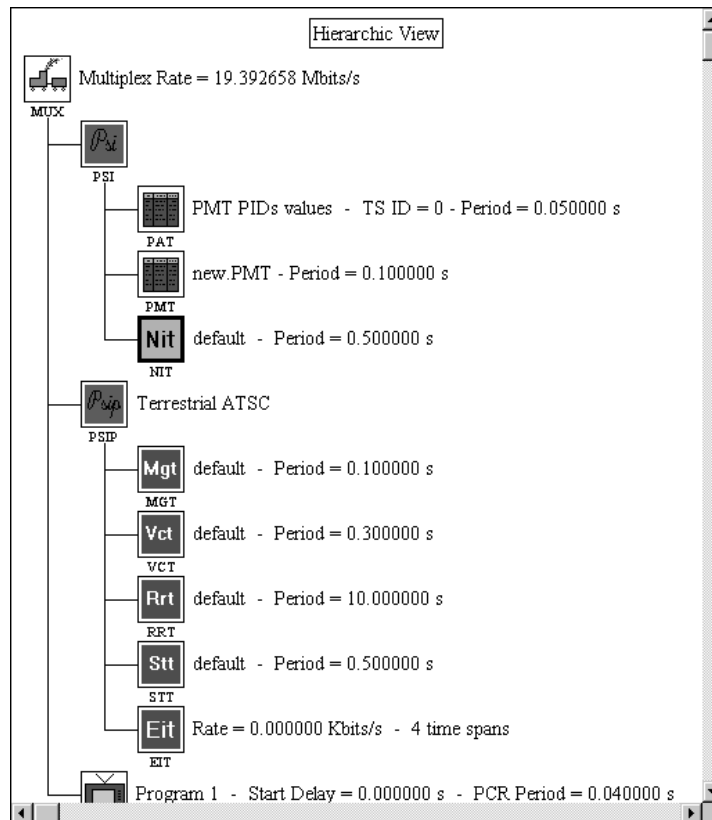 Hierarchic View
Multiplex Rate = 19.392658 Mbits/s
MUX
Psi
PSI
PMT PIDs values - TS ID = 0 - Period = 0.050000 s
PAT
new.PMT - Period = 0.100000 s
PMT
Nit default - Period = 0.500000 s
NIT
Psip Terrestrial ATSC
PSIP
Mgt default - Period = 0.100000 s
MGT
Vct default - Period = 0.300000 s
VCT
Rrt default - Period = 10.000000 s
RRT
Stt default - Period = 0.500000 s
STT
Eit Rate = 0.000000 Kbits/s - 4 time spans
EIT
Program 1 - Start Delay = 0.000000 s - PCR Period = 0.040000 s